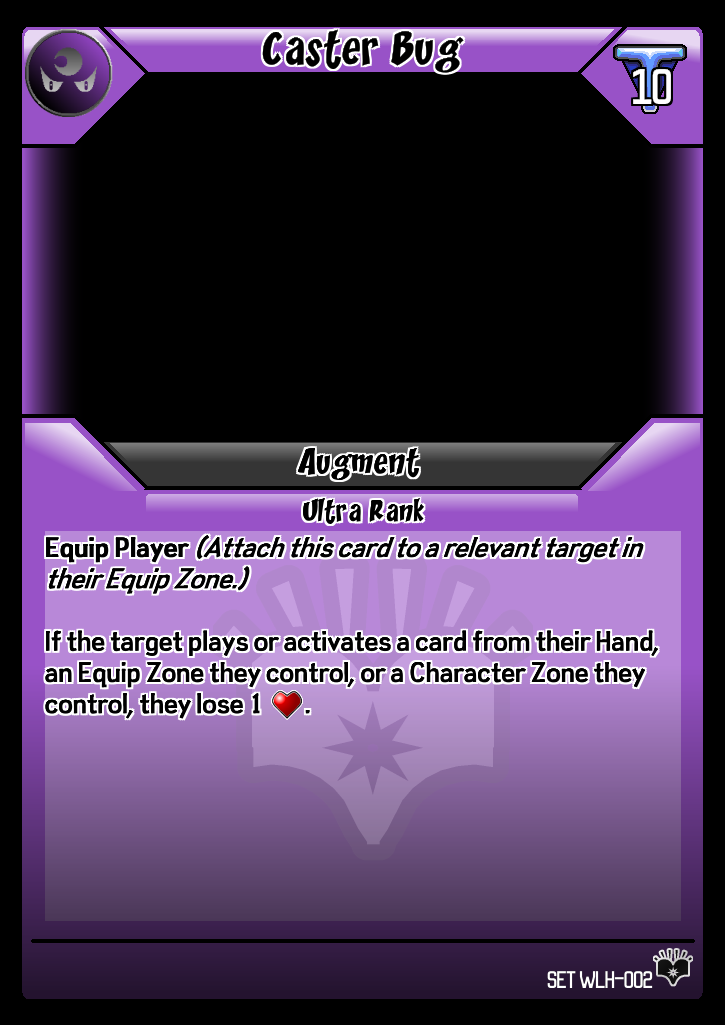 Caster Bug
10
Augment
Ultra Rank
Equip Player (Attach this card to a relevant target in
their Equip Zone.)
If the target plays or activates a card from their Hand,
an Equip Zone they control, or a Character Zone they
control, they lose 1 .
SET WLH-002